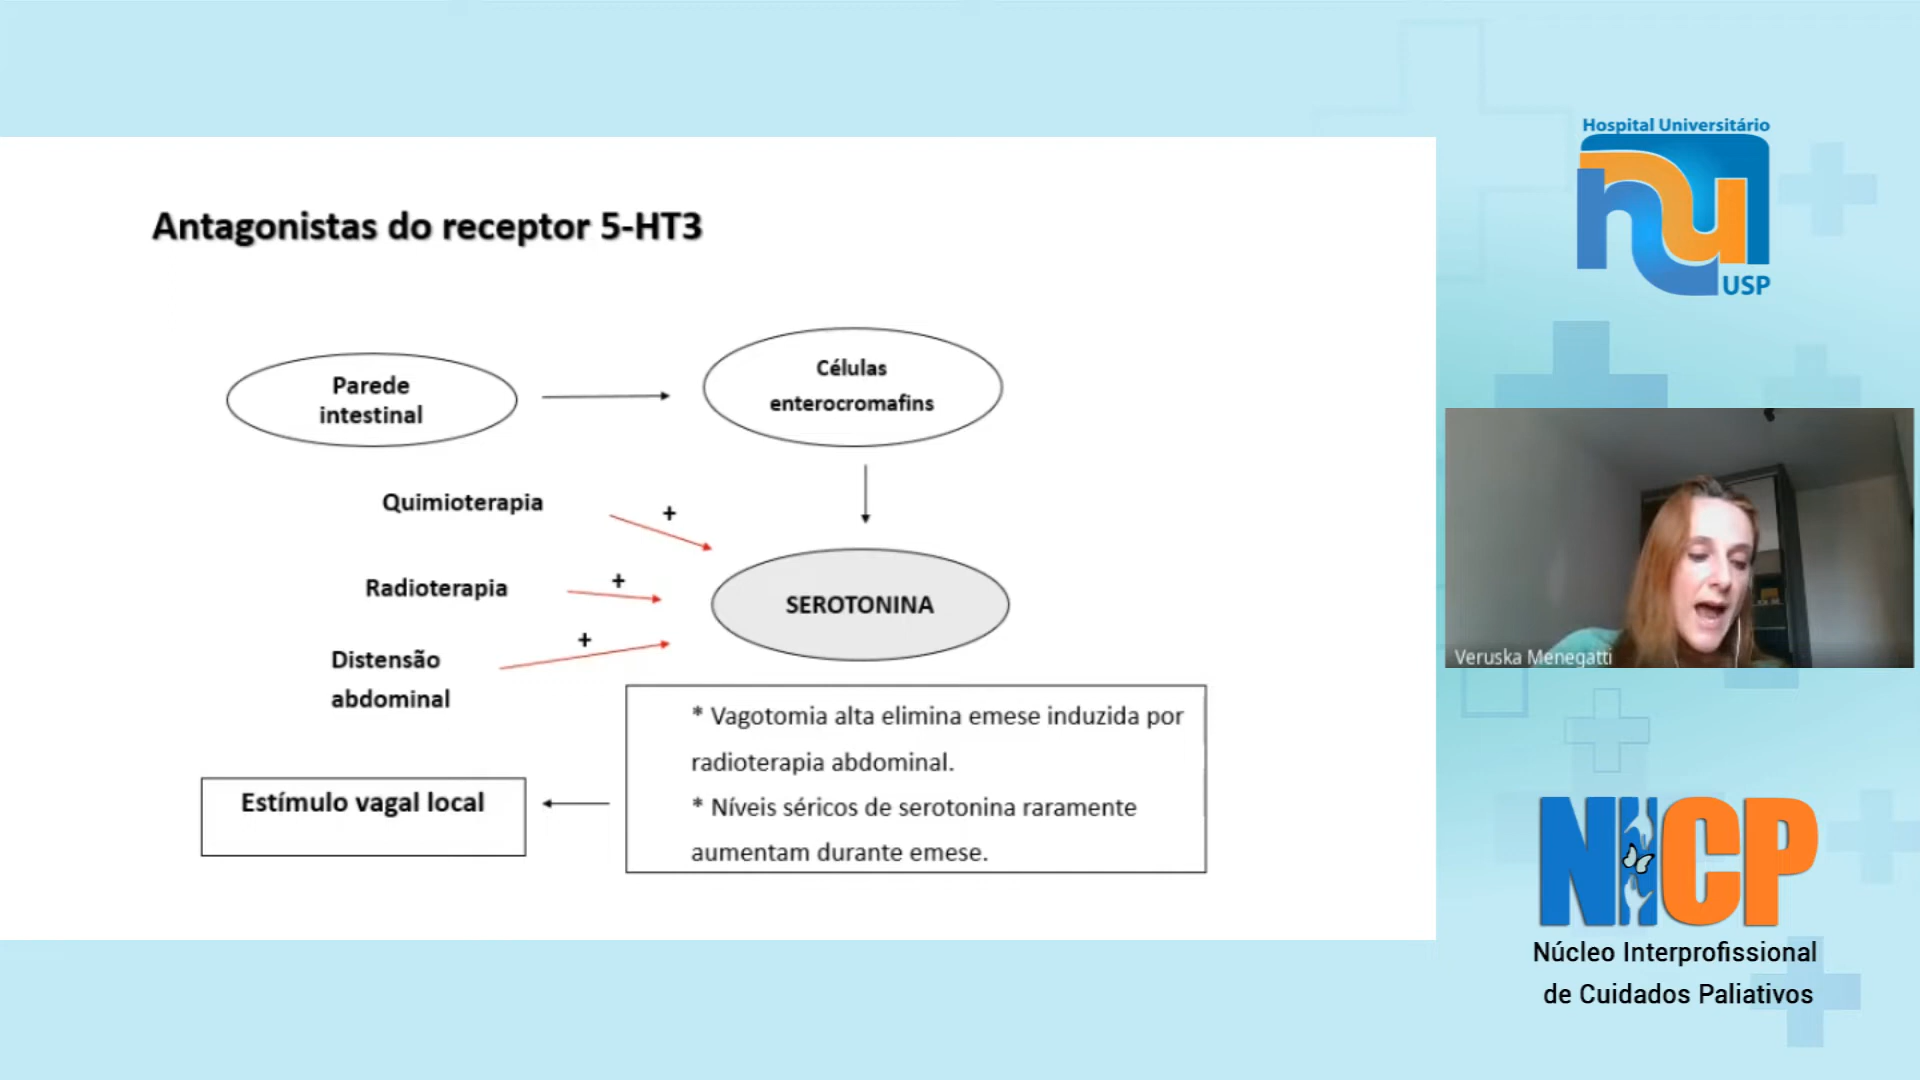 Antagonistas do receptor 5-HT3
Parede
intestinal
Células
enterocromafins
Quimioterapia
+
Radioterapia
+
Distensão
abdominal
+
SEROTONINA
* Vagotomia alta elimina emese induzida por
radioterapia abdominal.
* Níveis séricos de serotonina raramente
aumentam durante emese.
Estímulo vagal local
Hospital Universitário
hu
USP
Veruska Menegatti
NICP
Núcleo Interprofissional
de Cuidados Paliativos